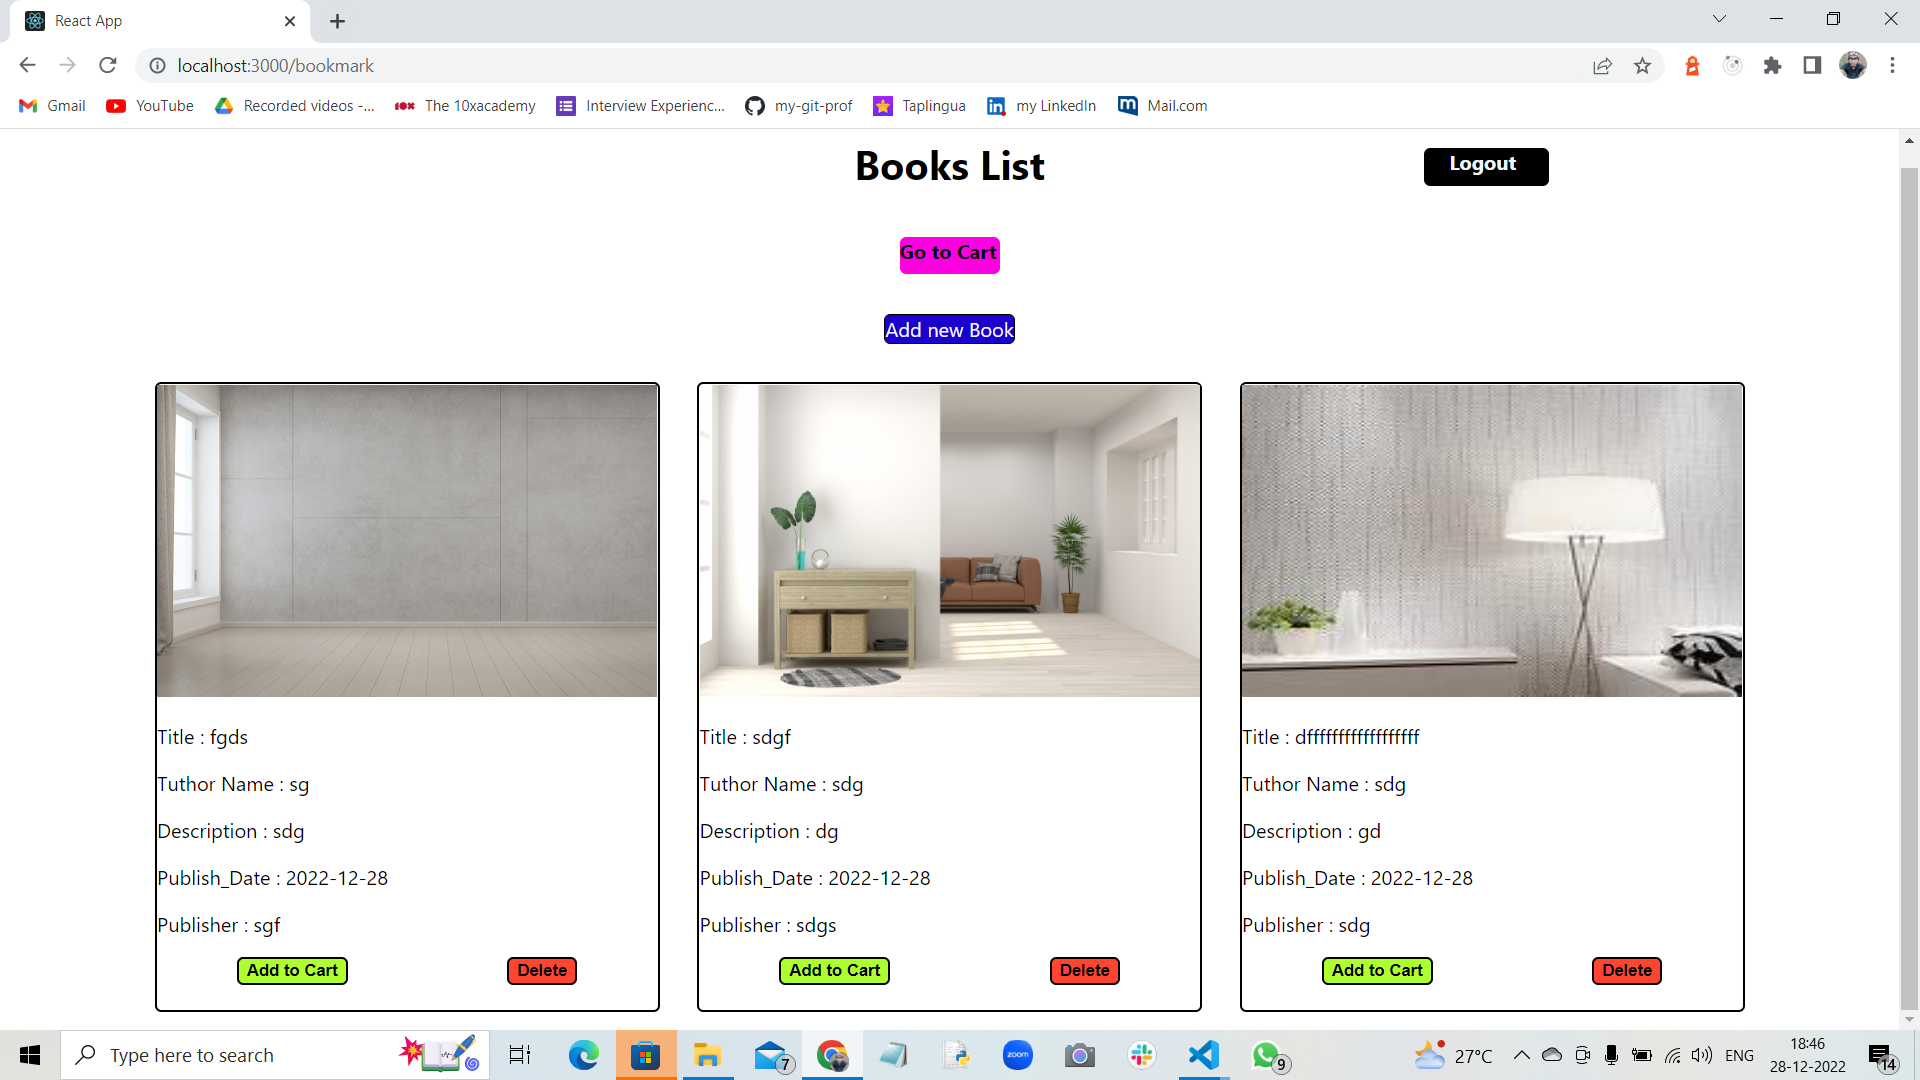 React App
localhost:3000/bookmark
Gmail YouTube Recorded videos -... The 10xacademy Interview Experienc... my-git-prof Taplingua my LinkedIn Mail.com
Books List
Logout
Go to Cart
Add new Book
Title : fgds
Tuthor Name : sg
Description : sdg
Publish_Date : 2022-12-28
Publisher : sgf
Add to Cart Delete
Title : sdgf
Tuthor Name : sdg
Description : dg
Publish_Date : 2022-12-28
Publisher : sdgs
Add to Cart Delete
Title : dffffffffffffffffff
Tuthor Name : sdg
Description : gd
Publish_Date : 2022-12-28
Publisher : sdg
Add to Cart Delete
Type here to search
7
zoom
9
27°C
ENG
18:46
28-12-2022
14